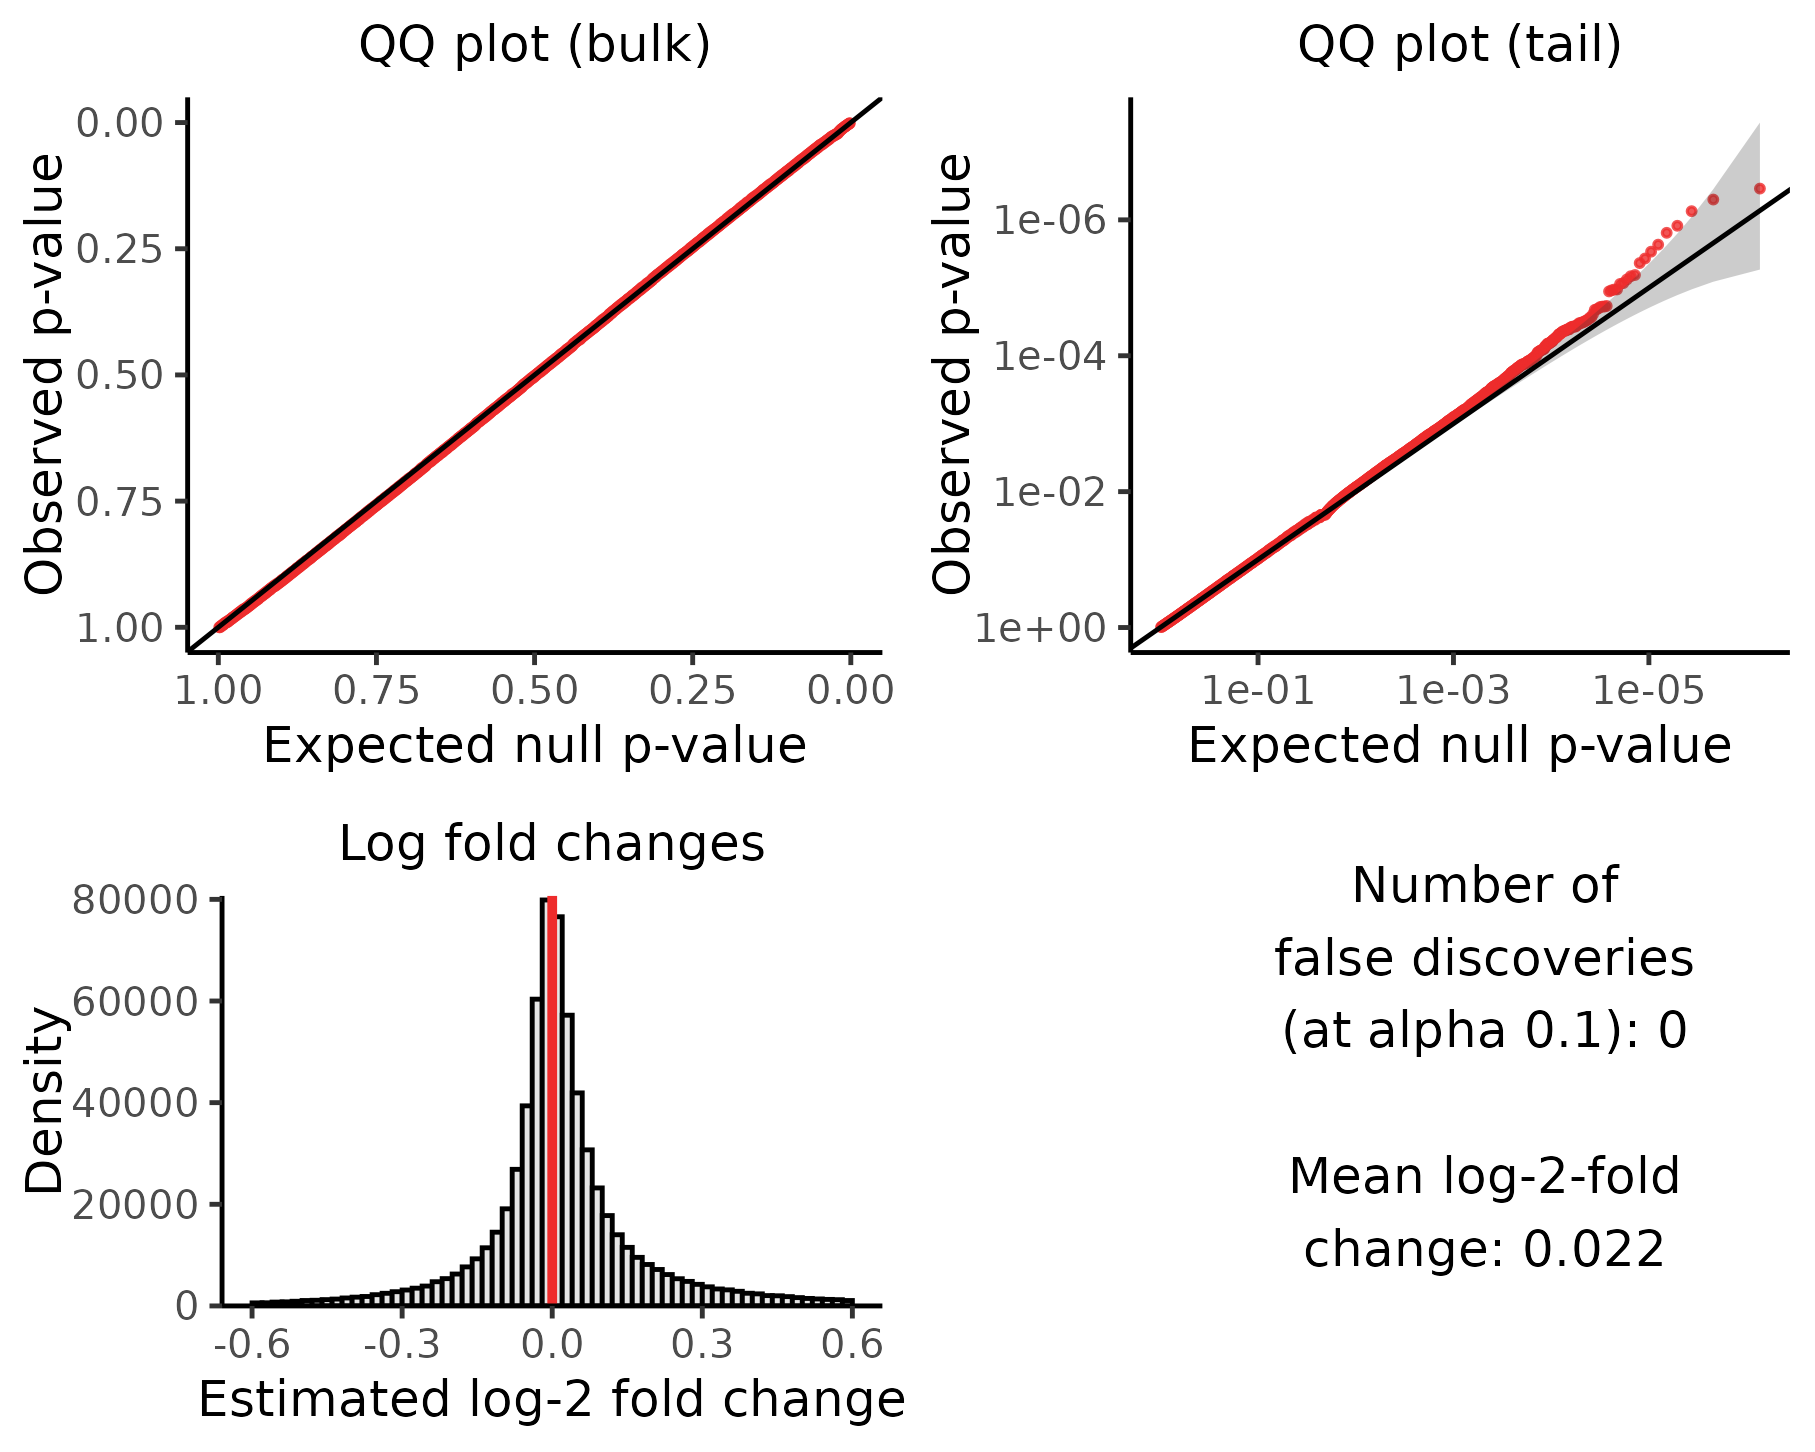 QQ plot (bulk)
0.00
0.25
0.50
0.75
1.00
Observed p-value
1.00 0.75 0.50 0.25 0.00
Expected null p-value
QQ plot (tail)
1e-06
1e-04
1e-02
1e+00
Observed p-value
1e-01 1e-03 1e-05
Expected null p-value
Log fold changes
80000
60000
40000
20000
0
Density
-0.6 -0.3 0.0 0.3 0.6
Estimated log-2 fold change
Number of
false discoveries
(at alpha 0.1): 0
Mean log-2-fold
change: 0.022